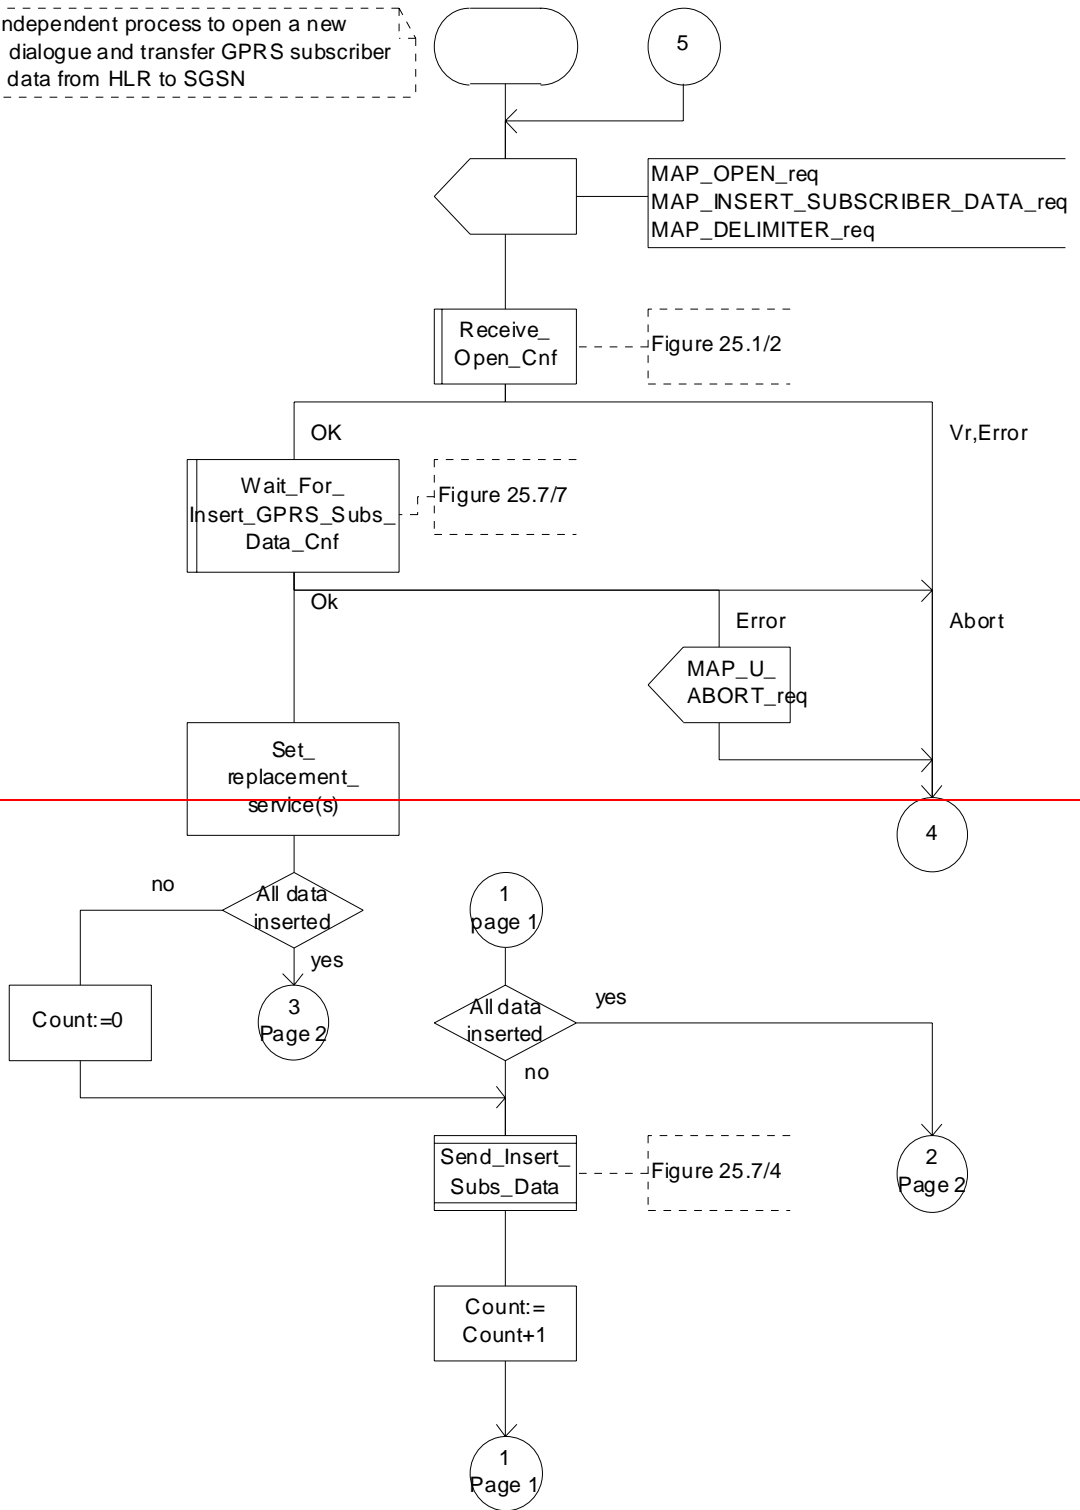 ndependent process to open a new
dialogue and transfer GPRS subscriber
data from HLR to SGSN
5
MAP_OPEN_req
MAP_INSERT_SUBSCRIBER_DATA_req
MAP_DELIMITER_req
Receive_
Open_Cnf
Figure 25.1/2
OK
Vr,Error
Wait_For_
Insert_GPRS_Subs_
Data_Cnf
Figure 25.7/7
Ok
Error
Abort
MAP_U_
ABORT_req
Set_
replacement_
service(s)
4
no
All data
inserted
yes
1
page 1
Count:=0
3
Page 2
All data
inserted
yes
no
Send_Insert_
Subs_Data
Figure 25.7/4
2
Page 2
Count:=
Count+1
1
Page 1